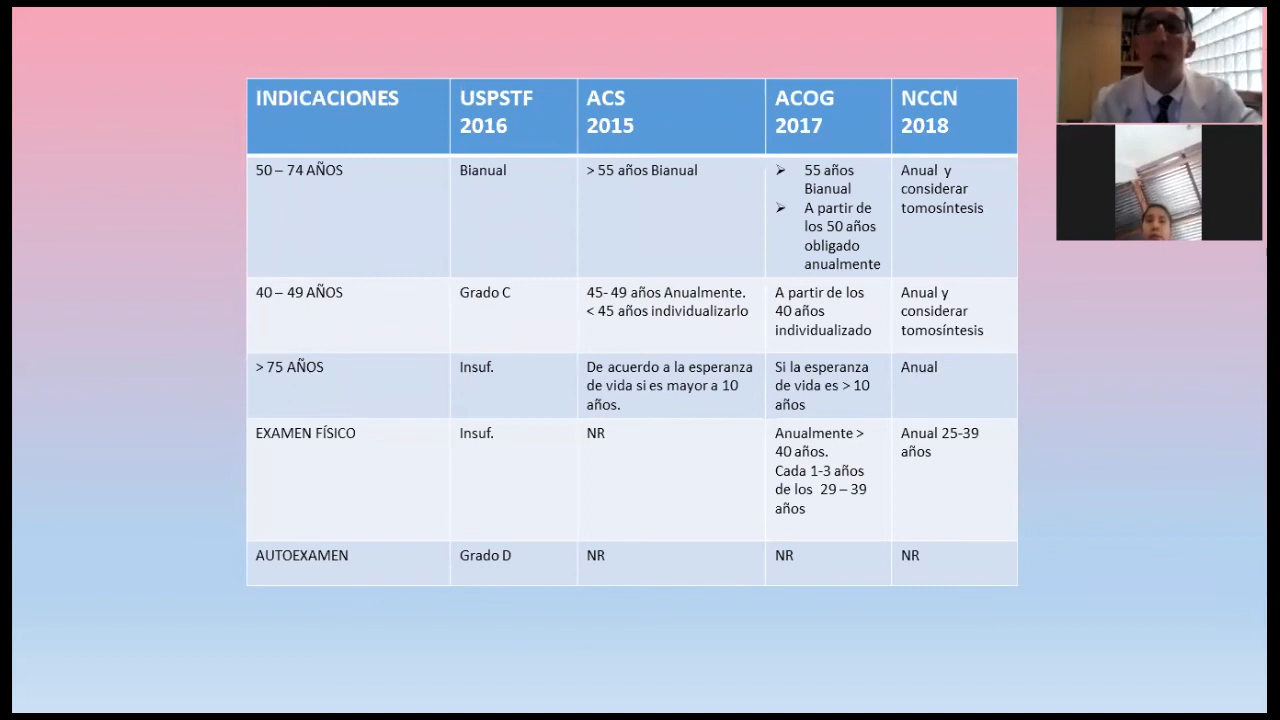 INDICACIONES
USPSTF
2016
ACS
2015
ACOG
2017
NCCN
2018
50 – 74 AÑOS
Bianual
> 55 años Bianual
➢ 55 años
Bianual
➢ A partir de
los 50 años
obligado
anualmente
Anual y
considerar
tomosíntesis
40 – 49 AÑOS
Grado C
45- 49 años Anualmente.
< 45 años individualizarlo
A partir de los
40 años
individualizado
Anual y
considerar
tomosíntesis
> 75 AÑOS
Insuf.
De acuerdo a la esperanza
de vida si es mayor a 10
años.
Si la esperanza
de vida es > 10
años
Anual
EXAMEN FÍSICO
Insuf.
NR
Anualmente >
40 años.
Cada 1-3 años
de los 29 – 39
años
Anual 25-39
años
AUTOEXAMEN
Grado D
NR
NR
NR